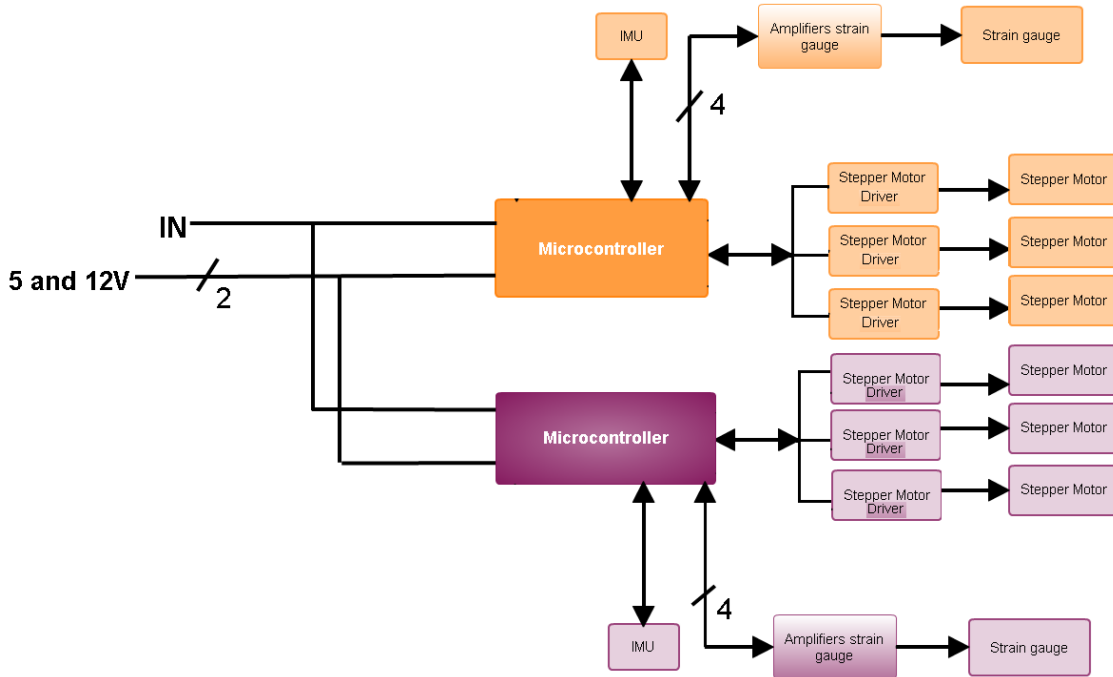 IMU
Amplifiers strain
gauge
Strain gauge
4
Stepper Motor
Driver
Stepper Motor
IN
Microcontroller
Stepper Motor
Driver
Stepper Motor
5 and 12V
2
Stepper Motor
Driver
Stepper Motor
Stepper Motor
Driver
Stepper Motor
Microcontroller
Stepper Motor
Driver
Stepper Motor
Stepper Motor
Driver
Stepper Motor
4
IMU
Amplifiers strain
gauge
Strain gauge